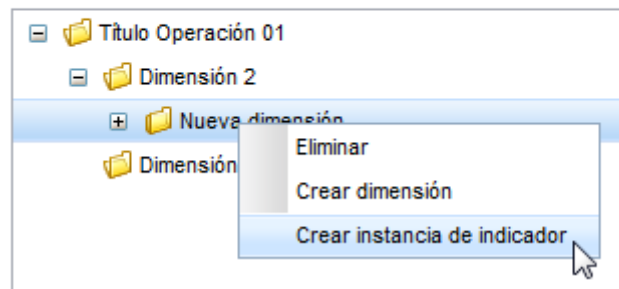 Título Operación 01
Dimensión 2
Nueva dimensión
Dimensión
Eliminar
Crear dimensión
Crear instancia de indicador